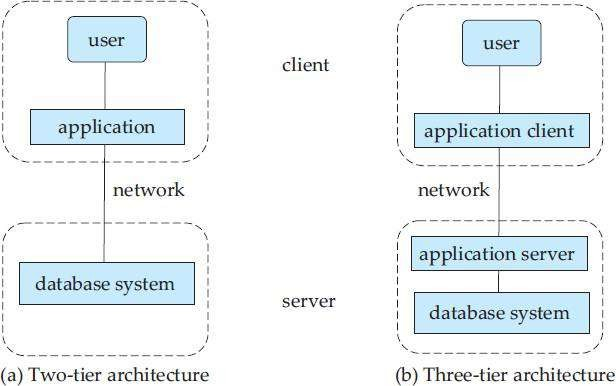 user
application
network
database system
(a) Two-tier architecture
client
server
user
application client
network
application server
database system
(b) Three-tier architecture